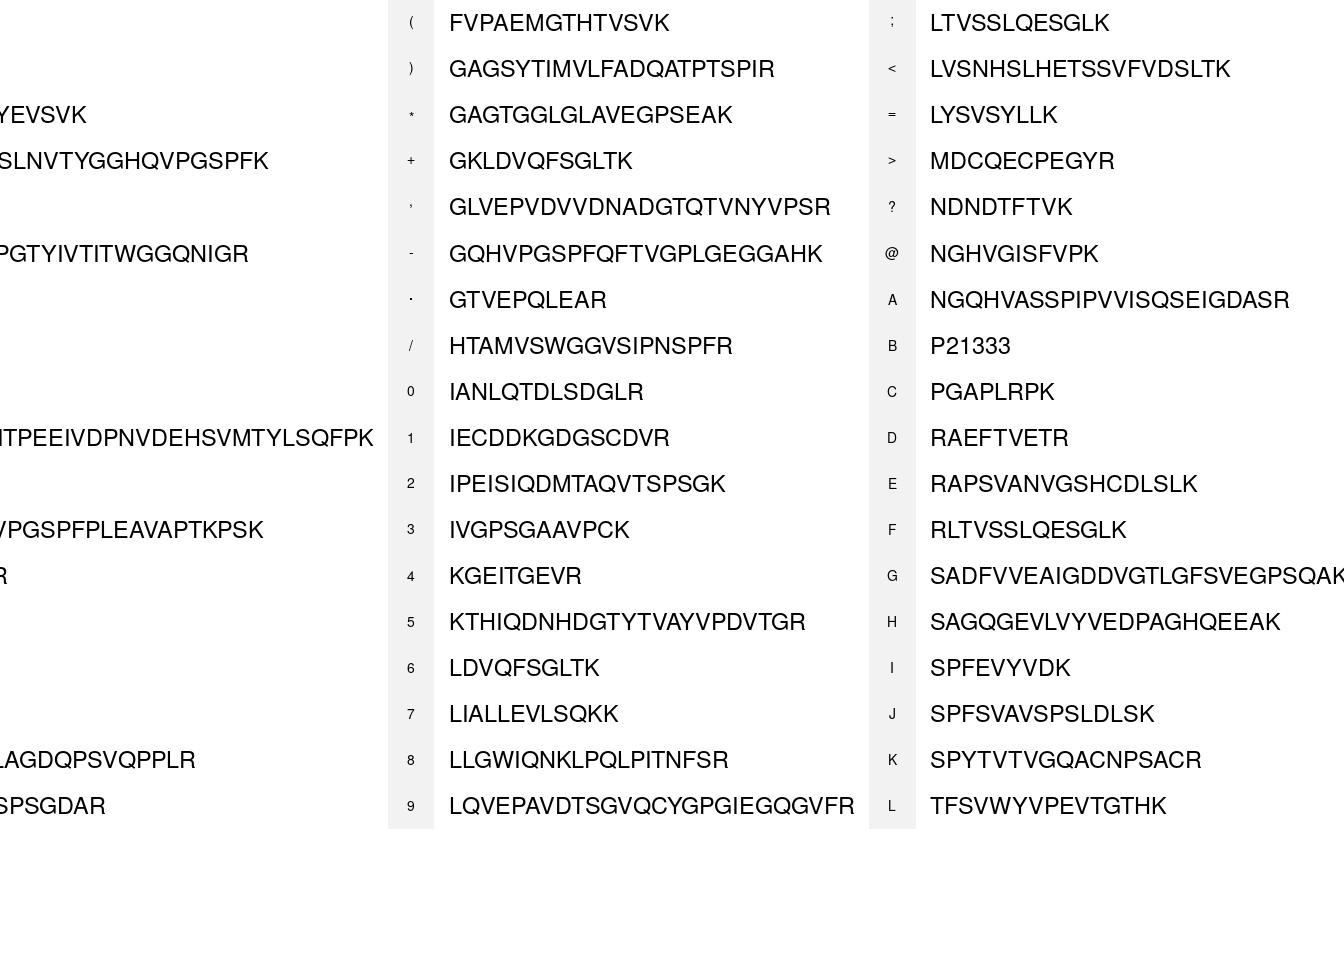 ( FVPAEMGTHTVSVK ; LTVSSLQESGLK
) GAGSYTIMVLFADQATPTSPIR < LVSNHSLHETSSVFVDSLTK
YEVSVK * GAGTGGLGLAVEGPSEAK = LYSVSYLLK
SLNVTYGGHQVPGSPFK + GKLDVQFSGLTK > MDCQECPEGYR
, GLVEPVDVVDNADGTQTVNYVPSR ? NDNDTFTVK
PGTYIVTITWGGQNIGR - GQHVPGSPFQFTVGPLGEGGAHK @ NGHVGISFVPK
. GTVEPQLEAR A NGQHVASSPIPVVISQSEIGDASR
/ HTAMVSWGGVSIPNSPFR B P21333
0 IANLQTDLSDGLR C PGAPLRPK
ITPEEIVDPNVDEHSVMTYLSQFPK 1 IECDDKGDGSCDVR D RAEFTVETR
2 IPEISIQDMTAQVTSPSGK E RAPSVANVGSHCDLSLK
VPGSPFPLEAVAPTKPSK 3 IVGPSGAAVPCK F RLTVSSLQESGLK
R 4 KGEITGEVR G SADFVVEAIGDDVGTLGFSVEGPSQAK
5 KTHIQDNHDGTYTVAYVPDVTGR H SAGQGEVLVYVEDPAGHQEEAK
6 LDVQFSGLTK I SPFEVYVDK
7 LIALLEVLSQKK J SPFSVAVSPSLDLSK
LAGDQPSVQPPLR 8 LLGWIQNKLPQLPITNFSR K SPYTVTVGQACNPSACR
SPSGDAR 9 LQVEPAVDTSGVQCYGPGIEGQGVFR L TFSVWYVPEVTGTHK